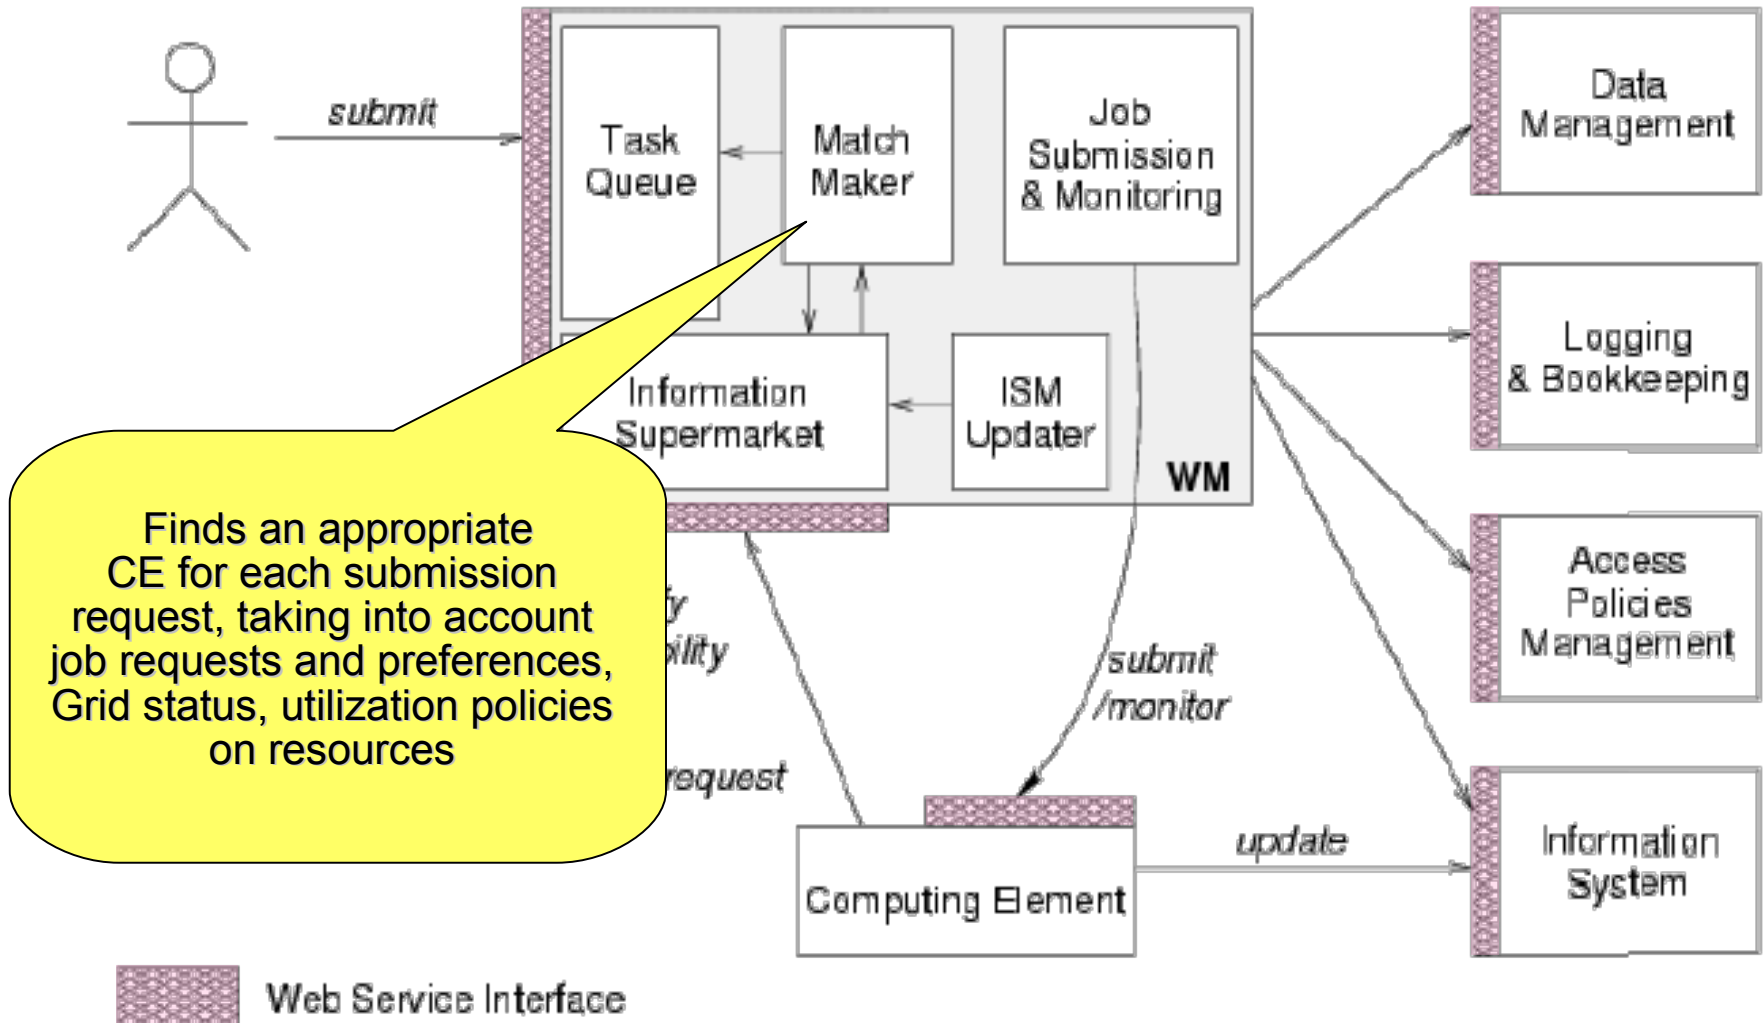 submit
Task
Queue
Match
Maker
Job
Submission
& Monitoring
Data
Management
Information
Supermarket
ISM
Updater
WM
Logging
& Bookkeeping
Finds an appropriate
CE for each submission
request, taking into account
job requests and preferences,
Grid status, utilization policies
on resources
request
submit
/monitor
Access
Policies
Management
Computing Element
update
Information
System
Web Service Interface